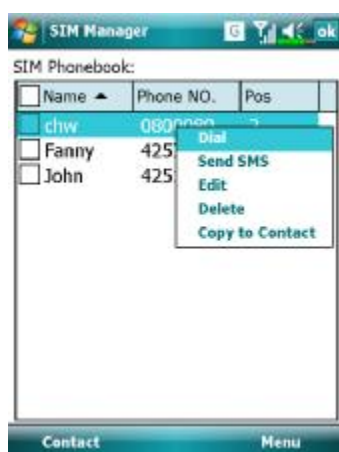 SIM Manager G ok
SIM Phonebook:
Name Phone NO. Pos
chw
Fanny 425
John 425
Dial
Send SMS
Edit
Delete
Copy to Contact
Contact Menu